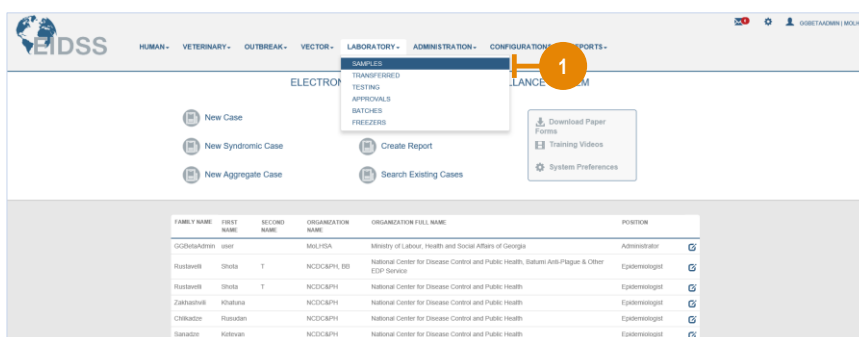 EIDSS
HUMAN VETERINARY OUTBREAK VECTOR LABORATORY ADMINISTRATION CONFIGURATIONS REPORTS
GGBETAADMIN |
SAMPLES
TRANSFERRED
TESTING
APPROVALS
BATCHES
FREEZERS
1
New Case
New Syndromic Case
New Aggregate Case
Create Report
Search Existing Cases
Download Paper
Forms
Training Videos
System Preferences
FAMILY NAME FIRST NAME SECOND NAME ORGANIZATION NAME ORGANIZATION FULL NAME POSITION
GGBetaAdmin user MoLHSA Ministry of Labour, Health and Social Affairs of Georgia Administrator
Rustaveli Shota T NCDC&PH, BB National Center for Disease Control and Public Health, Batumi Anti-Plague & Other EDP Service Epidemiologist
Rustaveli Shota T NCDC&PH National Center for Disease Control and Public Health Epidemiologist
Zakhashvili Khatuna NCDC&PH National Center for Disease Control and Public Health Epidemiologist
Chlikadze Rusudan NCDC&PH National Center for Disease Control and Public Health Epidemiologist
Sanadze Ketevan NCDC&PH National Center for Disease Control and Public Health Epidemiologist